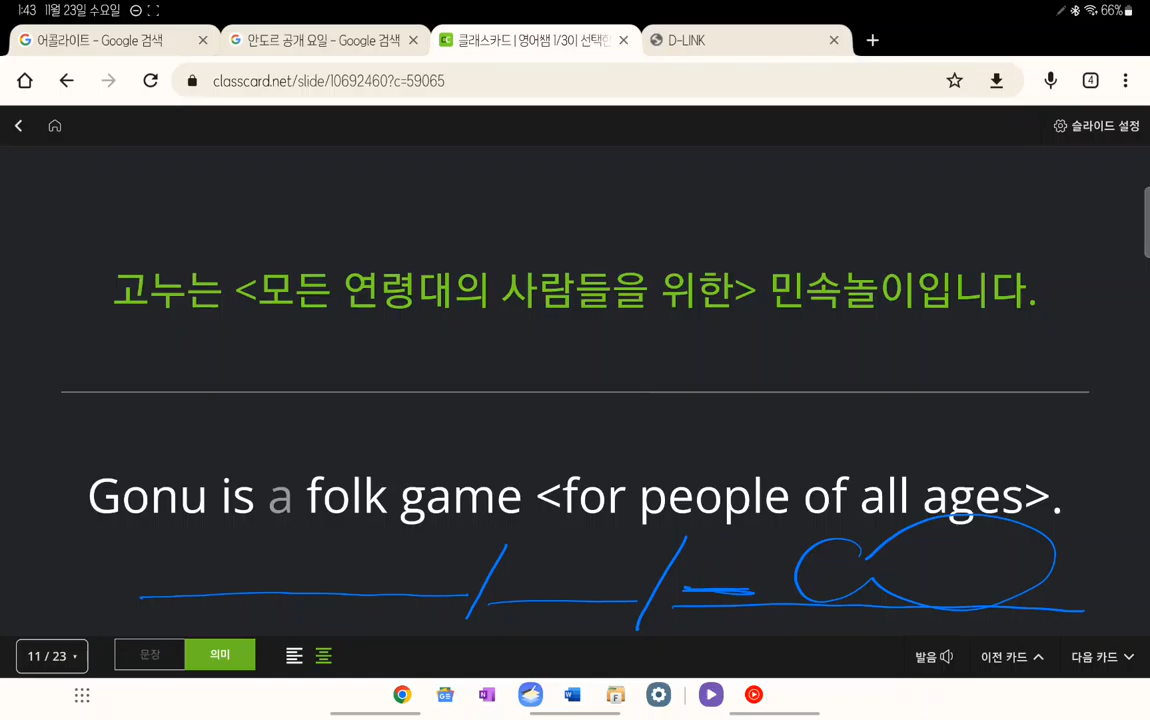 1:43 11월 23일 수요일
66%
어콜라이트 - Google 검색
안도르 공개 요일 - Google 검색
클래스카드 | 영어쌤 1/30| 선택한
D-LINK
classcard.net/slide/10692460?c=59065
4
슬라이드 설정
고누는 <모든 연령대의 사람들을 위한> 민속놀이입니다.
Gonu is a folk game <for people of all ages>.
11 / 23
문장
의미
발음
이전 카드
다음 카드